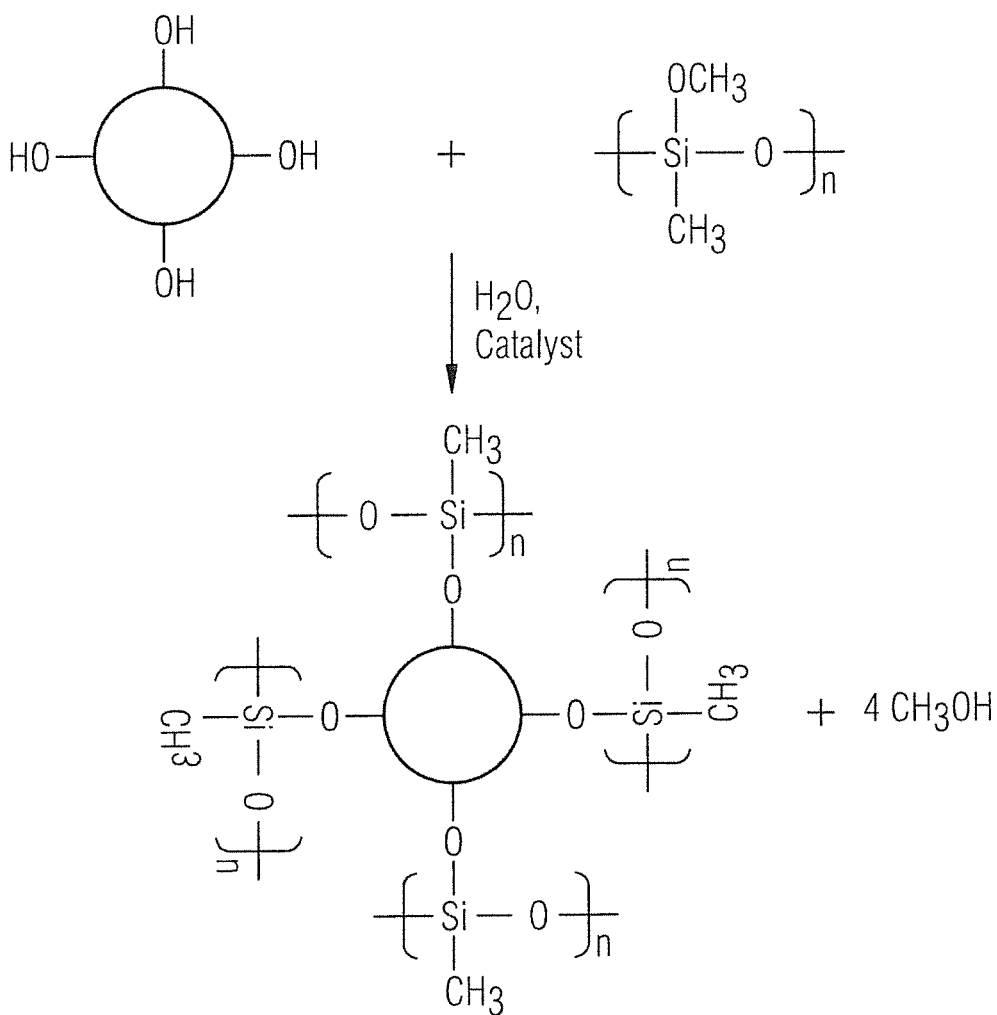 OH
HO OH
OH
+
OCH3
Si O
n
CH3
H2O,
Catalyst
CH3
O Si
n
O
n
O
CH3 Si O
O
n
O Si CH3
+ 4 CH3OH
O
Si O
n
CH3